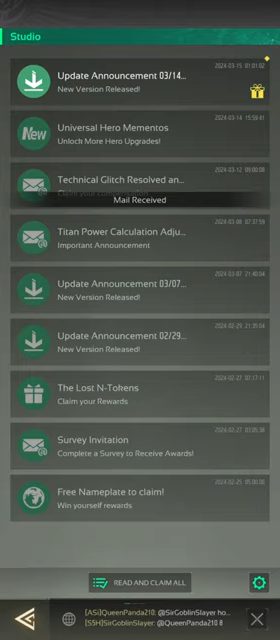 Studio
2024-03-15 01:01:02
Update Announcement 03/14...
New Version Released!
2024-03-14 15:59:41
Universal Hero Mementos
Unlock More Hero Upgrades!
2024-03-12 09:00:08
Technical Glitch Resolved an...
Claim your compensation
Mail Received
2024-03-08 07:37:59
Titan Power Calculation Adju...
Important Announcement
2024-03-07 21:40:04
Update Announcement 03/07...
New Version Released!
2024-02-29 21:35:04
Update Announcement 02/29...
New Version Released!
2024-02-27 07:17:11
The Lost N-Tokens
Claim your Rewards
2024-02-27 03:05:38
Survey Invitation
Complete a Survey to Receive Awards!
2024-02-25 05:00:00
Free Nameplate to claim!
Win yourself rewards
READ AND CLAIM ALL
[ASi]QueenPanda210: @SirGoblinSlayer ho...
[SSH]SirGoblinSlayer: @QueenPanda210